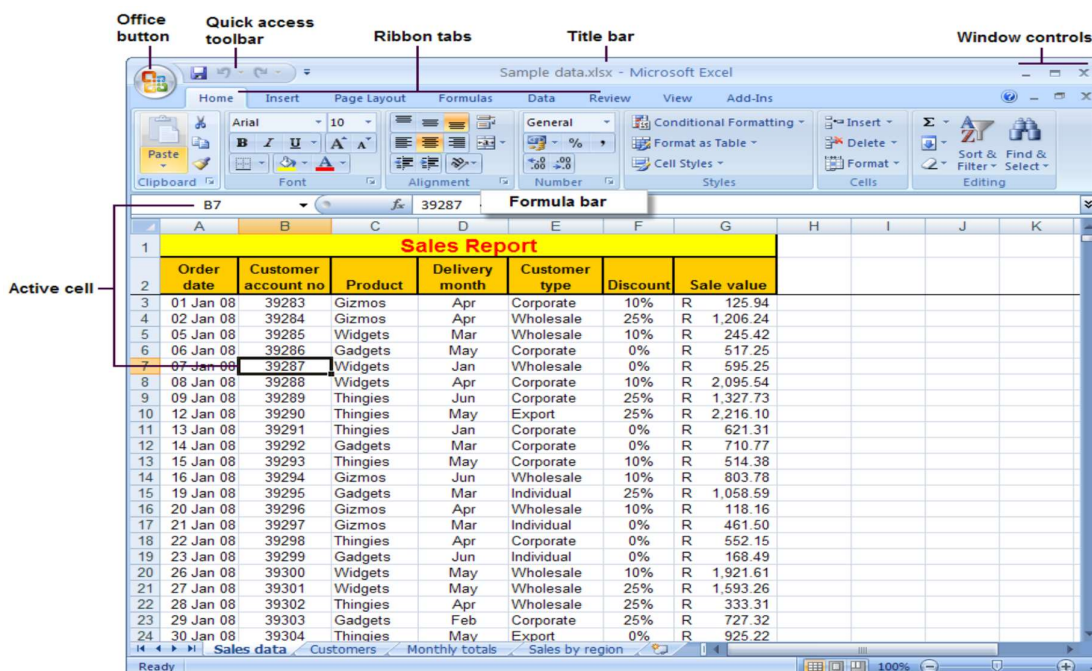 Office button
Quick access toolbar
Ribbon tabs
Title bar
Window controls
Sample data.xlsx - Microsoft Excel
Home Insert Page Layout Formulas Data Review View Add-Ins
Paste
Arial 10
B I U A A A
General
% ,
.0 .00 .00 .0
Conditional Formatting
Format as Table
Cell Styles
Insert
Delete
Format
Σ
Sort & Filter
Find & Select
Clipboard Font Alignment Number Styles Cells Editing
B7 fx 39287 Formula bar
Active cell
A B C D E F G H I J K
1 Sales Report
2 Order date Customer account no Product Delivery month Customer type Discount Sale value
3 01 Jan 08 39283 Gizmos Apr Corporate 10% R 125.94
4 02 Jan 08 39284 Gizmos Apr Wholesale 25% R 1,206.24
5 05 Jan 08 39285 Widgets Mar Wholesale 10% R 245.42
6 06 Jan 08 39286 Gadgets May Corporate 0% R 517.25
7 07 Jan 08 39287 Widgets Jan Wholesale 0% R 595.25
8 08 Jan 08 39288 Widgets Apr Corporate 10% R 2,095.54
9 09 Jan 08 39289 Thingies Jun Corporate 25% R 1,327.73
10 12 Jan 08 39290 Thingies May Export 25% R 2,216.10
11 13 Jan 08 39291 Thingies Jan Corporate 0% R 621.31
12 14 Jan 08 39292 Gadgets Mar Corporate 0% R 710.77
13 15 Jan 08 39293 Thingies May Corporate 10% R 514.38
14 16 Jan 08 39294 Gizmos Jun Wholesale 10% R 803.78
15 19 Jan 08 39295 Gadgets Mar Individual 25% R 1,058.59
16 20 Jan 08 39296 Gizmos Apr Wholesale 10% R 118.16
17 21 Jan 08 39297 Gizmos Mar Individual 0% R 461.50
18 22 Jan 08 39298 Thingies Apr Corporate 0% R 552.15
19 23 Jan 08 39299 Gadgets Jun Individual 0% R 168.49
20 26 Jan 08 39300 Widgets May Wholesale 10% R 1,921.61
21 27 Jan 08 39301 Widgets May Wholesale 25% R 1,593.26
22 28 Jan 08 39302 Thingies Apr Wholesale 25% R 333.31
23 29 Jan 08 39303 Gadgets Feb Corporate 25% R 727.32
24 30 Jan 08 39304 Thingies May Export 0% R 925.22
Sales data Customers Monthly totals Sales by region
Ready 100%